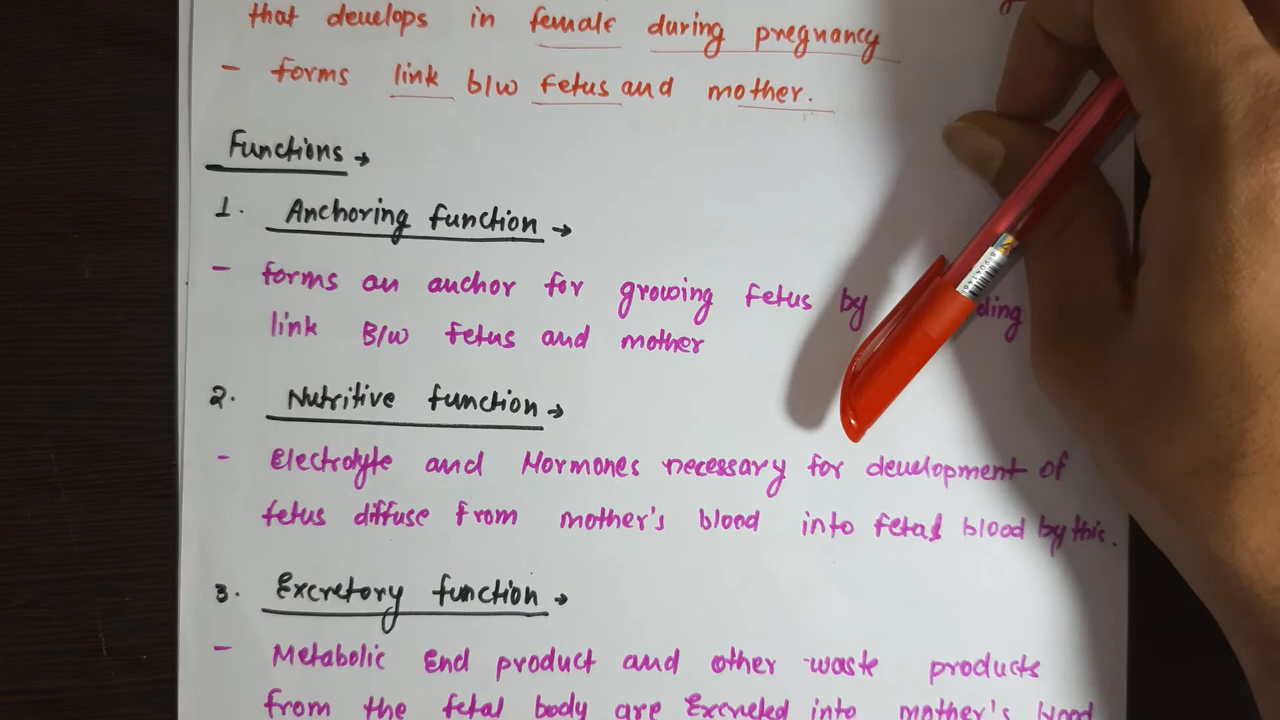 that develops in female during pregnancy
- forms link b/w fetus and mother.
Functions →
1. Anchoring function →
- forms an anchor for growing fetus by ding
link B/w fetus and mother
2. Nutritive function →
- Electrolyte and Hormones necessary for development of
fetus diffuse from mother's blood into fetal blood by this.
3. Excretory function →
- Metabolic End product and other waste products
from the fetal body are Excreted into mother's blood